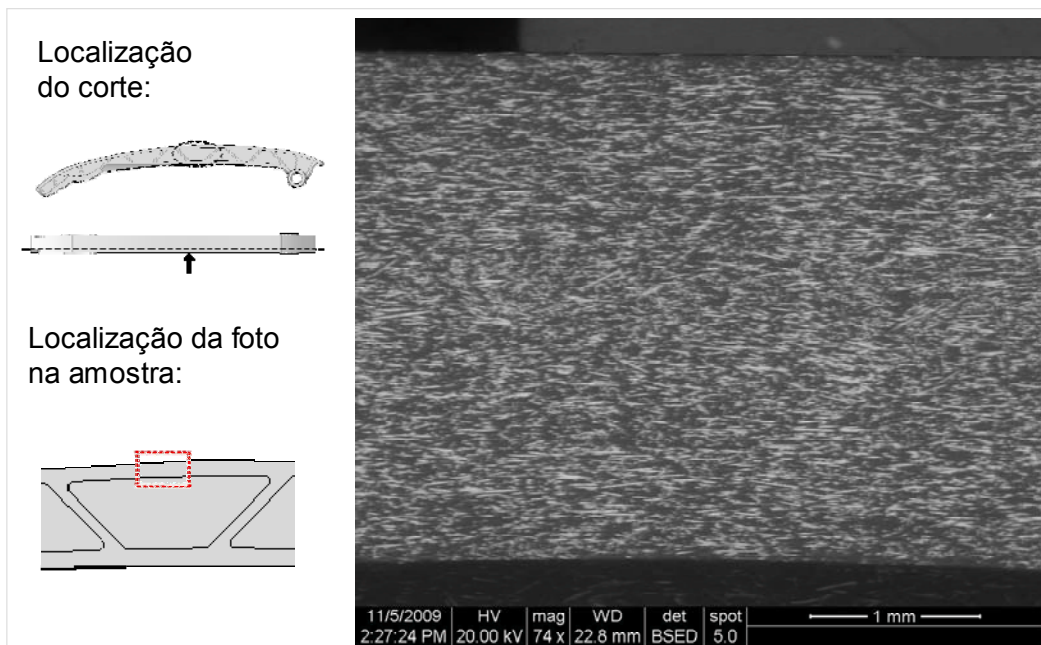 Localização
do corte:
Localização da foto
na amostra:
11/5/2009 HV mag WD det spot
2:27:24 PM 20.00 kV 74 x 22.8 mm BSED 5.0
1 mm